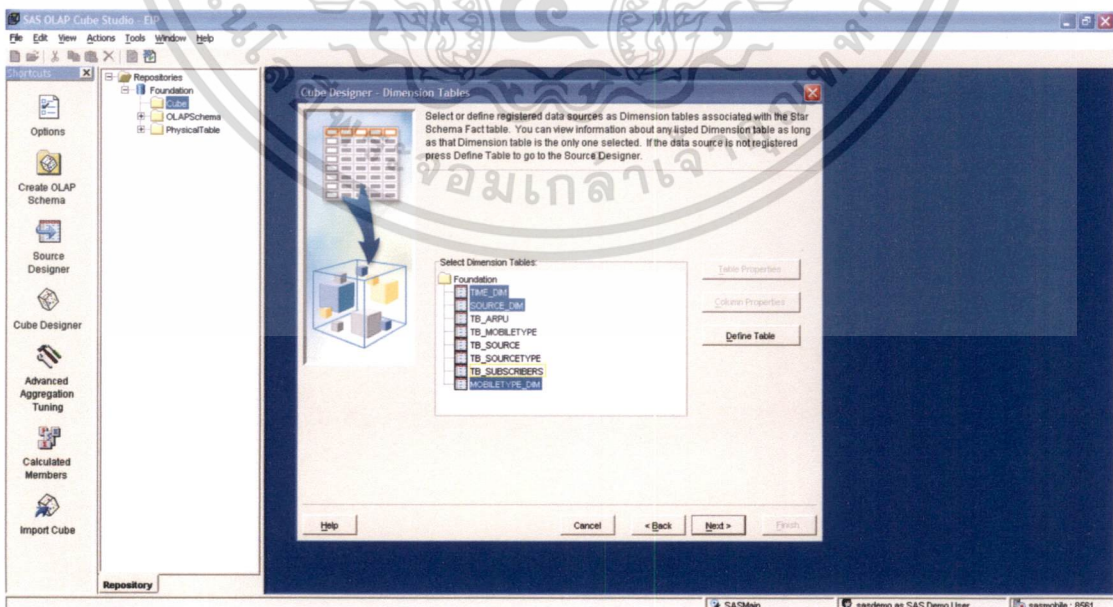 SAS OLAP Cube Studio - EIP
File Edit View Actions Tools Window Help
Shortcuts
Options
Create OLAP
Schema
Source
Designer
Cube Designer
Advanced
Aggregation
Tuning
Calculated
Members
Import Cube
Repositories
Foundation
Cube
OLAPSchema
PhysicalTable
Repository
Cube Designer - Dimension Tables
Select or define registered data sources as Dimension tables associated with the Star
Schema Fact table. You can view information about any listed Dimension table as long
as that Dimension table is the only one selected. If the data source is not registered
press Define Table to go to the Source Designer.
Select Dimension Tables:
Foundation
TIME_DIM
SOURCE_DIM
TB_ARPU
TB_MOBILETYPE
TB_SOURCE
TB_SOURCETYPE
TB_SUBSCRIBERS
MOBILETYPE_DIM
Table Properties
Column Properties
Define Table
Help
Cancel
< Back
Next >
Finish
SASMain
sasdemo as SAS Demo User
sasmobile : 8561